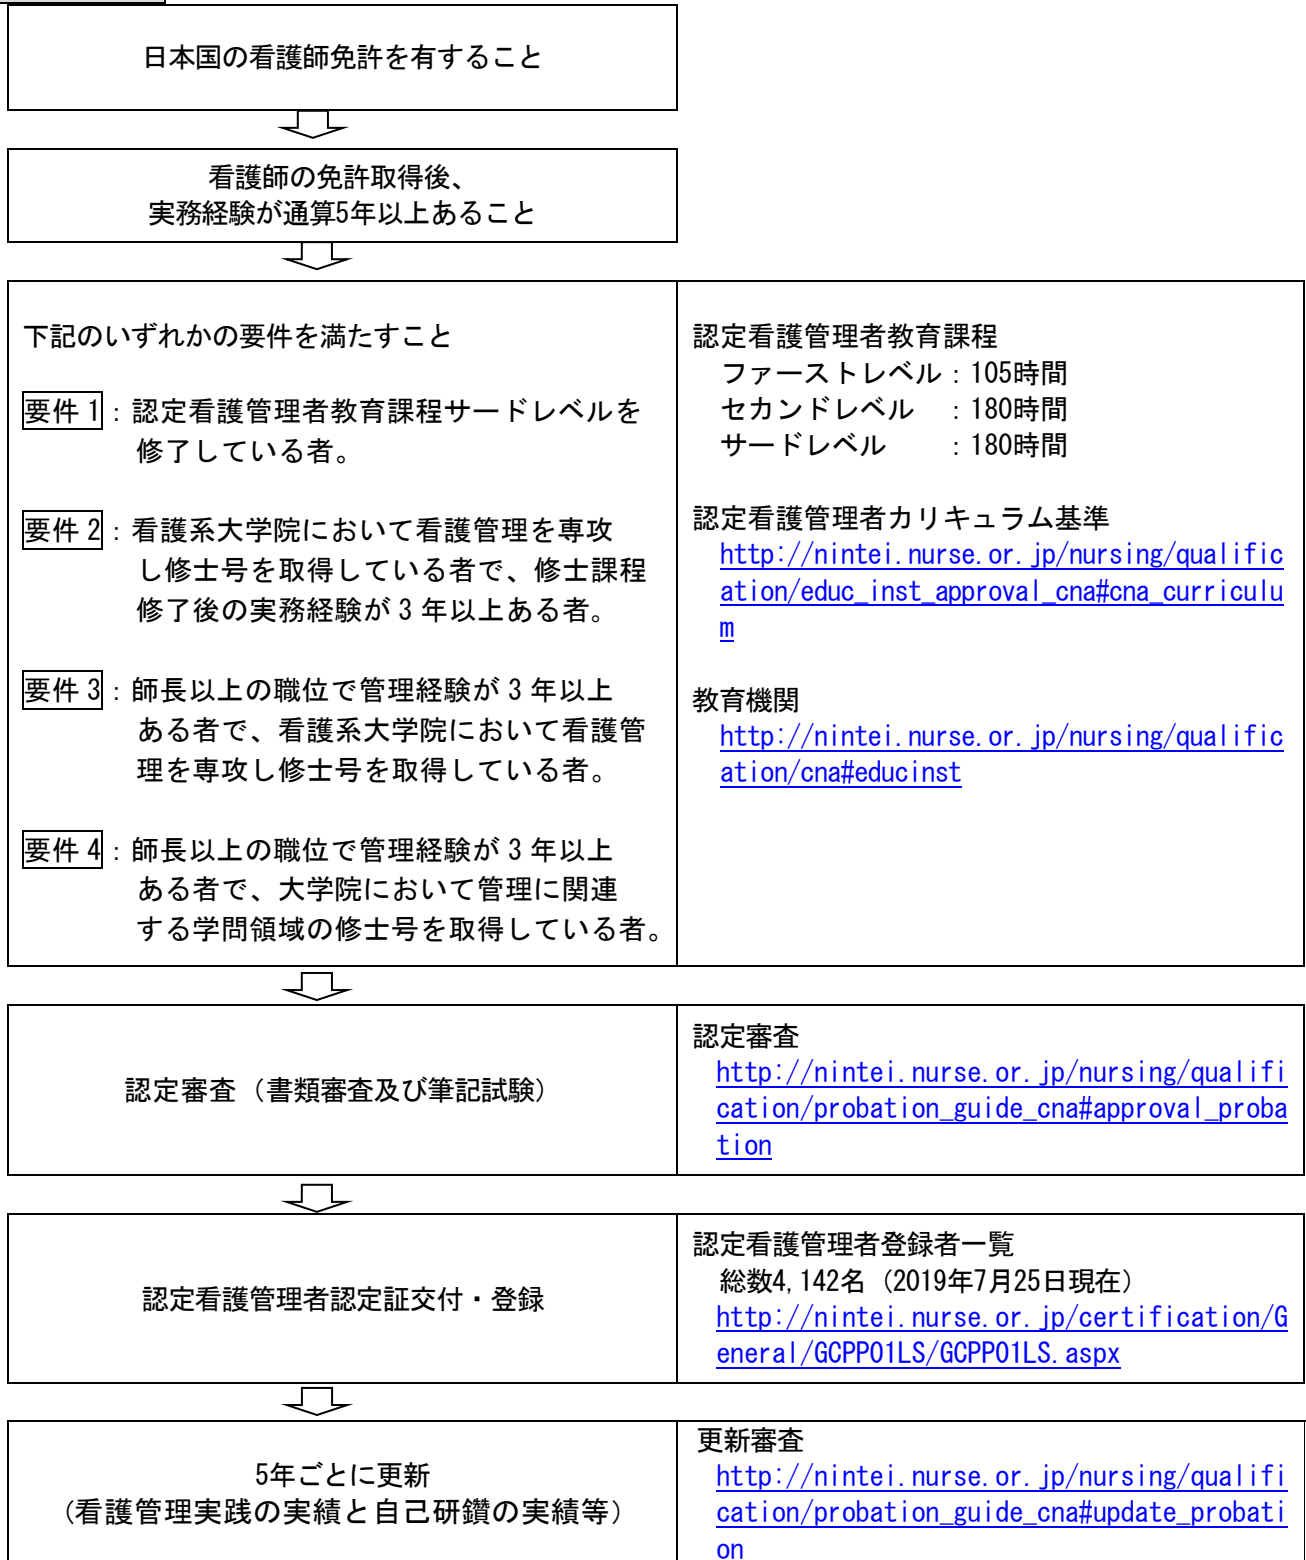 日本国の看護師免許を有すること
看護師の免許取得後、
実務経験が通算5年以上あること
下記のいずれかの要件を満たすこと
要件1：認定看護管理者教育課程サードレベルを
修了している者。
要件2：看護系大学院において看護管理を専攻
し修士号を取得している者で、修士課程
修了後の実務経験が3年以上ある者。
要件3：師長以上の職位で管理経験が3年以上
ある者で、看護系大学院において看護管
理を専攻し修士号を取得している者。
要件4：師長以上の職位で管理経験が3年以上
ある者で、大学院において管理に関連
する学問領域の修士号を取得している者。
認定看護管理者教育課程
ファーストレベル：105時間
セカンドレベル　：180時間
サードレベル　　：180時間
認定看護管理者カリキュラム基準
http://nintei.nurse.or.jp/nursing/qualific
ation/educ_inst_approval_cna#cna_curriculu
m
教育機関
http://nintei.nurse.or.jp/nursing/qualific
ation/cna#educinst
認定審査（書類審査及び筆記試験）
認定審査
http://nintei.nurse.or.jp/nursing/qualifi
cation/probation_guide_cna#approval_proba
tion
認定看護管理者認定証交付・登録
認定看護管理者登録者一覧
総数4,142名（2019年7月25日現在）
http://nintei.nurse.or.jp/certification/G
eneral/GCPP01LS/GCPP01LS.aspx
5年ごとに更新
（看護管理実践の実績と自己研鑽の実績等）
更新審査
http://nintei.nurse.or.jp/nursing/qualifi
cation/probation_guide_cna#update_probati
on